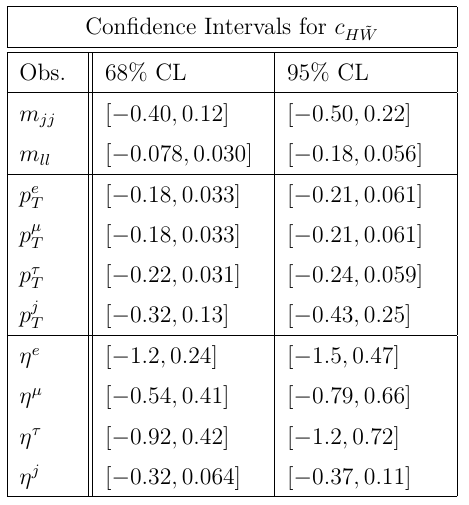 Confidence Intervals for $c_{H\tilde{W}}$
Obs. 68% CL 95% CL
$m_{jj}$ [−0.40, 0.12] [−0.50, 0.22]
$m_{ll}$ [−0.078, 0.030] [−0.18, 0.056]
$p_T^e$ [−0.18, 0.033] [−0.21, 0.061]
$p_T^\mu$ [−0.18, 0.033] [−0.21, 0.061]
$p_T^\tau$ [−0.22, 0.031] [−0.24, 0.059]
$p_T^j$ [−0.32, 0.13] [−0.43, 0.25]
$\eta^e$ [−1.2, 0.24] [−1.5, 0.47]
$\eta^\mu$ [−0.54, 0.41] [−0.79, 0.66]
$\eta^\tau$ [−0.92, 0.42] [−1.2, 0.72]
$\eta^j$ [−0.32, 0.064] [−0.37, 0.11]